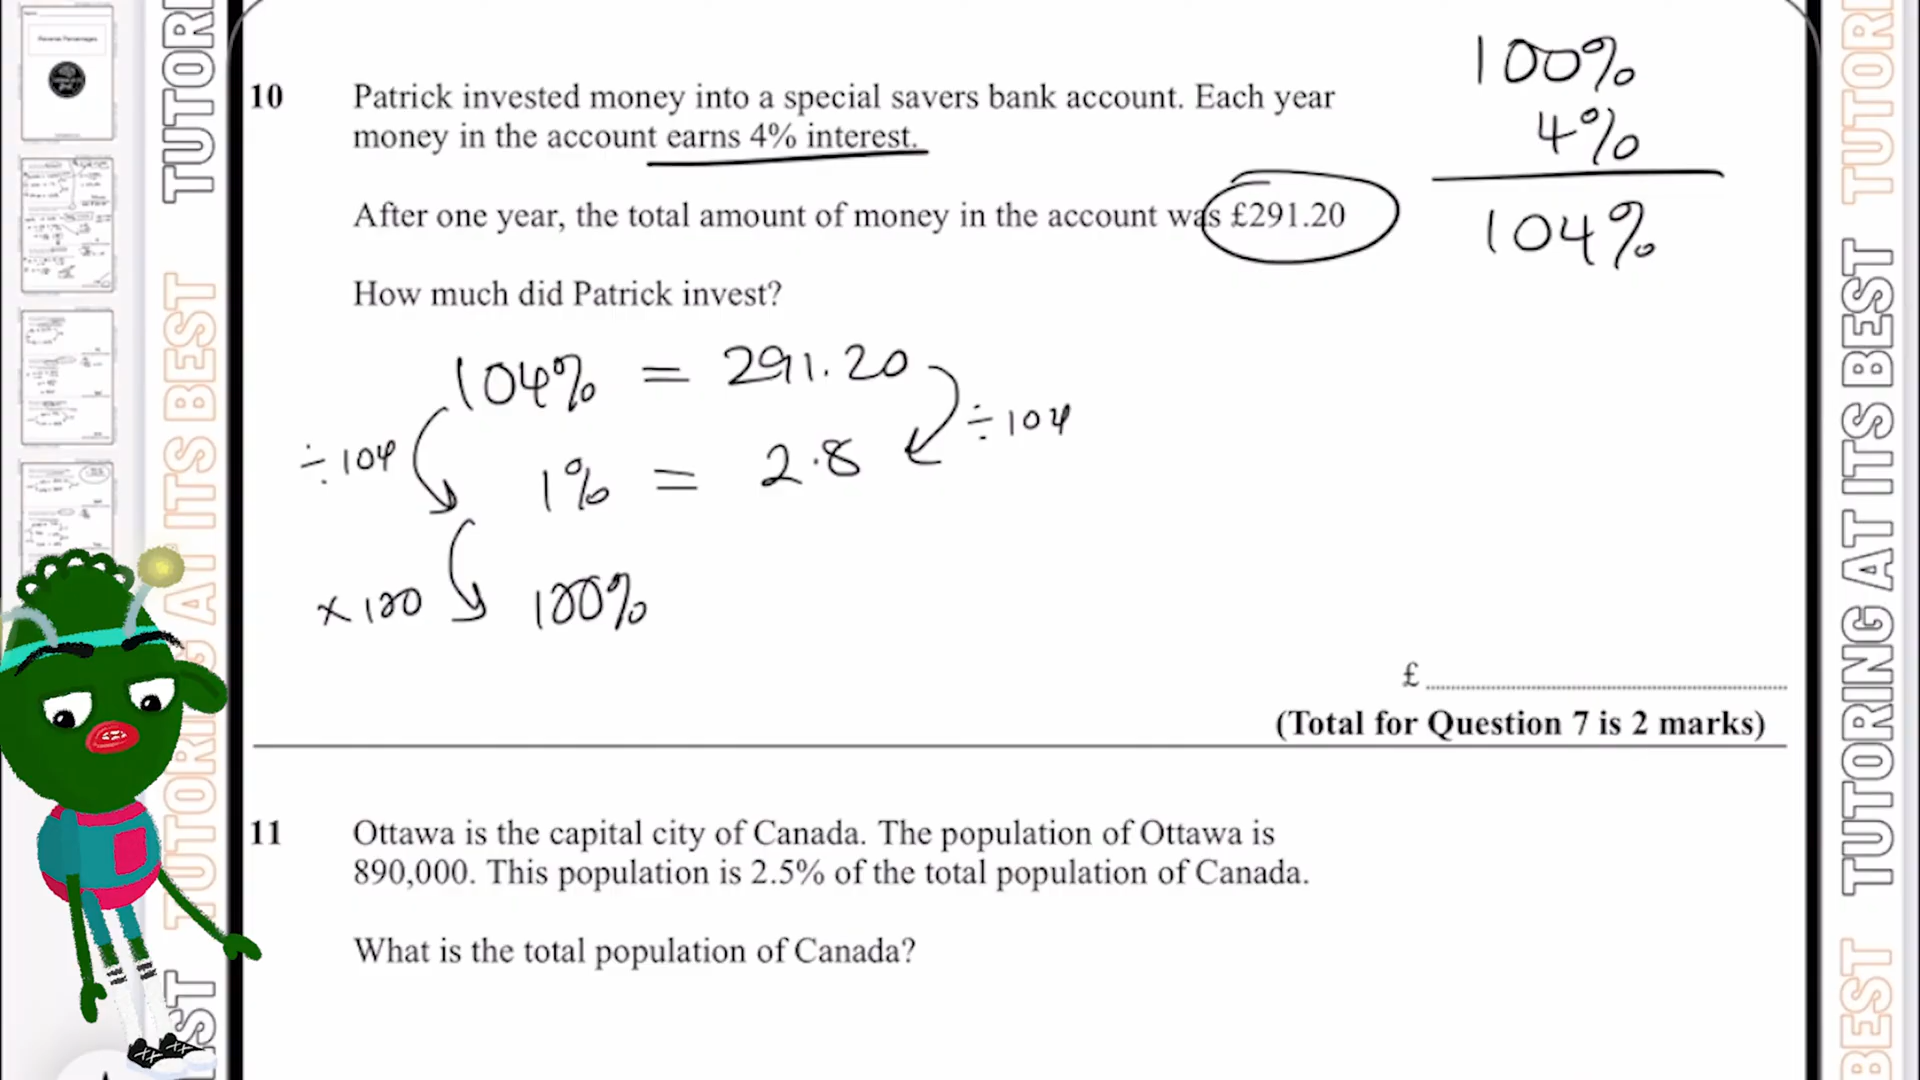 Reverse Percentages
TUTORING AT ITS BEST
TUTORING AT ITS BEST
10 Patrick invested money into a special savers bank account. Each year
money in the account earns 4% interest.
100%
4%
104%
After one year, the total amount of money in the account was £291.20
How much did Patrick invest?
104% = 291.20
÷104
÷104
1% = 2.8
×100
100%
£
(Total for Question 7 is 2 marks)
11 Ottawa is the capital city of Canada. The population of Ottawa is
890,000. This population is 2.5% of the total population of Canada.
What is the total population of Canada?